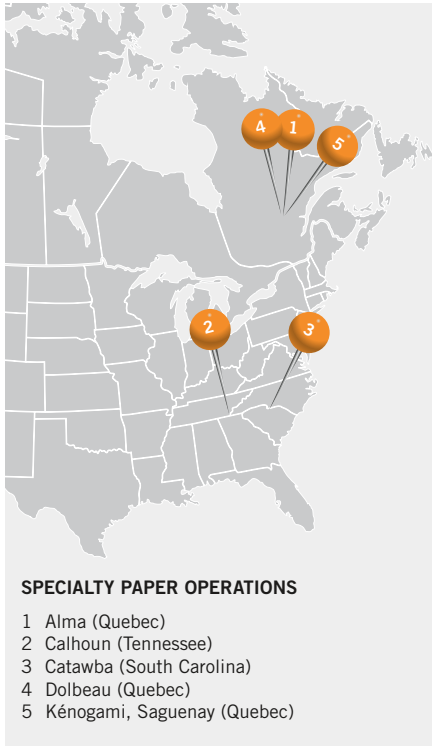 4 1 5
2 3
SPECIALTY PAPER OPERATIONS
1 Alma (Quebec)
2 Calhoun (Tennessee)
3 Catawba (South Carolina)
4 Dolbeau (Quebec)
5 Kénogami, Saguenay (Quebec)